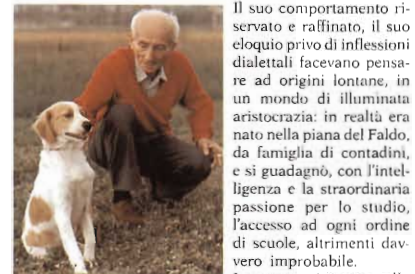 Il suo comportamento ri-
servato e raffinato, il suo
eloquio privo di inflessioni
dialettali facevano pensa-
re ad origini lontane, in
un mondo di illuminata
aristocrazia: in realtà era
nato nella piana del Faldo,
da famiglia di contadini,
e si guadagnò, con l'intel-
ligenza e la straordinaria
passione per lo studio,
l'accesso ad ogni ordine
di scuole, altrimenti dav-
vero improbabile.